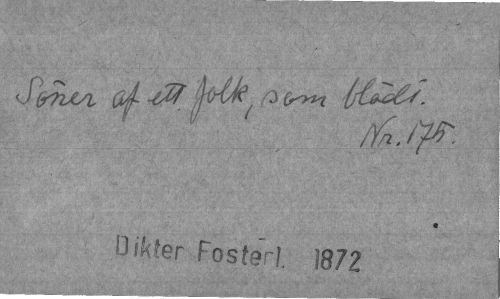 Söner af ett folk, som blödt.
Nr. 175.
Dikter Fosterl. 1872